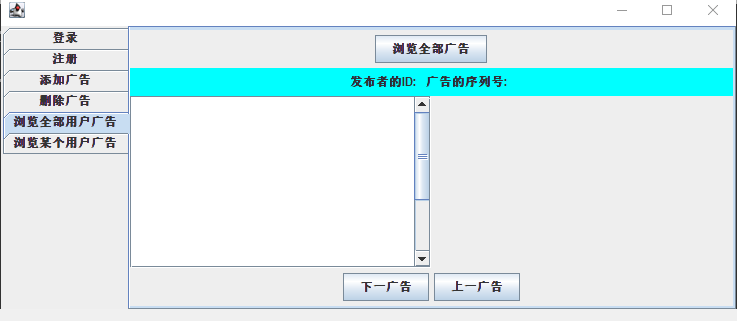 登录
注册
添加广告
删除广告
浏览全部用户广告
浏览某个用户广告
浏览全部广告
发布者的ID: 广告的序列号:
下一广告 上一广告